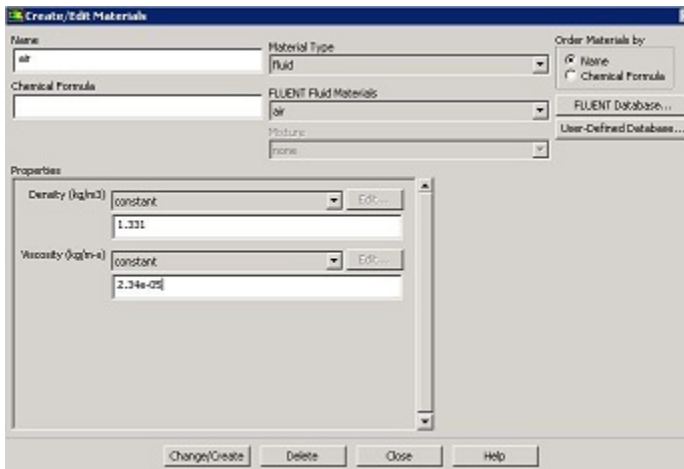 Create/Edit Materials
Name
air
Material Type
fluid
Order Materials by
Name
Chemical Formula
Chemical Formula
FLUENT Fluid Materials
air
FLUENT Database...
Mixture
none
User-Defined Database...
Properties
Density (kg/m3)
constant
Edit...
1.331
Viscosity (kg/m-s)
constant
Edit...
2.34e-05
Change/Create
Delete
Close
Help